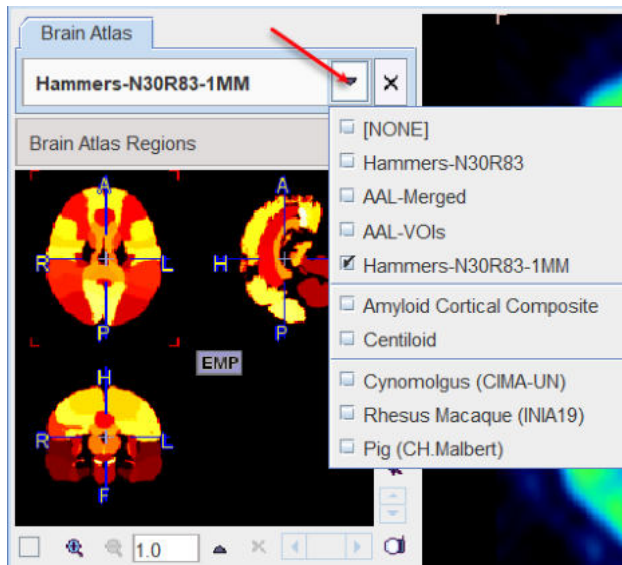 Brain Atlas
Hammers-N30R83-1MM
Brain Atlas Regions
[NONE]
Hammers-N30R83
AAL-Merged
AAL-VOIs
Hammers-N30R83-1MM
Amyloid Cortical Composite
Centiloid
Cynomolgus (CIMA-UN)
Rhesus Macaque (INIA19)
Pig (CH.Malbert)
A
R
L
P
A
H
P
EMP
H
R
L
F
1.0